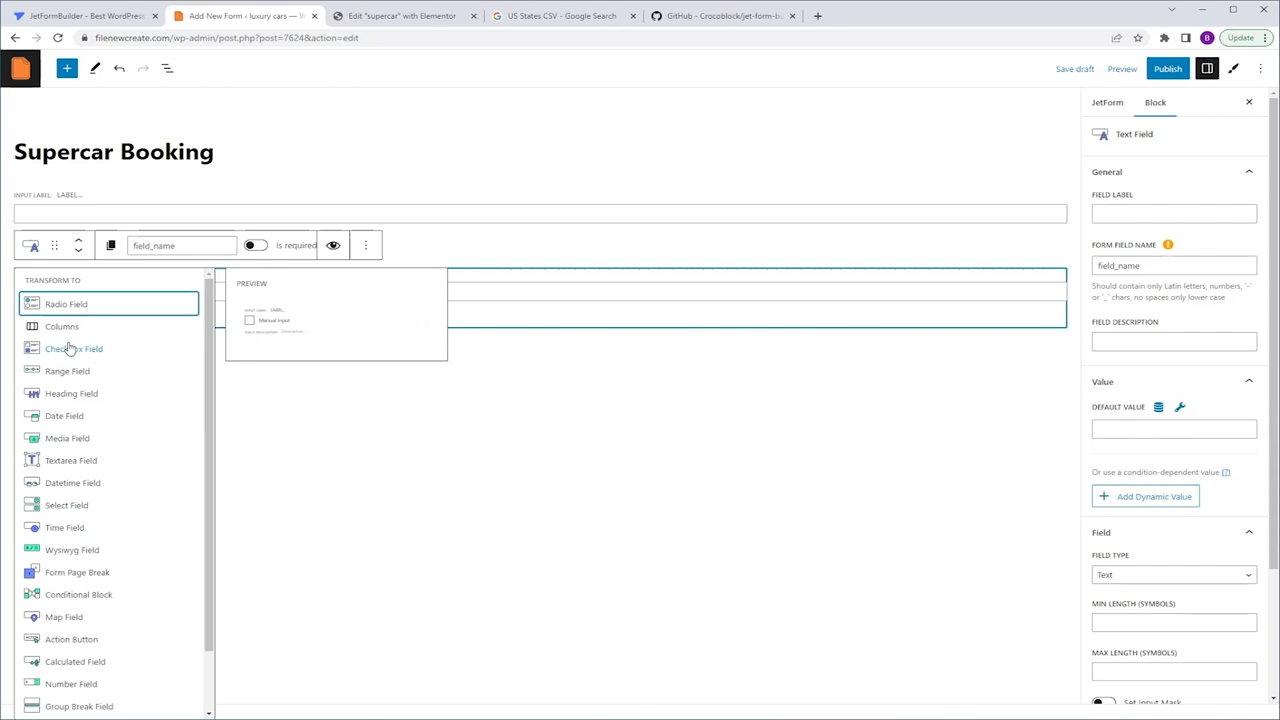 JetFormBuilder - Best WordPress
Add New Form ‹ luxury cars — W
Edit "supercar" with Elementor
US States CSV - Google Search
GitHub - Crocoblock/jet-form-bu
filenewcreate.com/wp-admin/post.php?post=7624&action=edit
B
Update
Save draft
Preview
Publish
JetForm
Block
Text Field
Supercar Booking
INPUT LABEL: LABEL...
field_name
Is required
TRANSFORM TO
Radio Field
Columns
Checkbox Field
Range Field
Heading Field
Date Field
Media Field
Textarea Field
Datetime Field
Select Field
Time Field
Wysiwyg Field
Form Page Break
Conditional Block
Map Field
Action Button
Calculated Field
Number Field
Group Break Field
PREVIEW
INPUT LABEL: LABEL...
Manual Input
Input description: Description...
General
FIELD LABEL
FORM FIELD NAME
field_name
Should contain only Latin letters, numbers, '-'
or '_' chars, no spaces only lower case
FIELD DESCRIPTION
Value
DEFAULT VALUE
Or use a condition-dependent value (?)
Add Dynamic Value
Field
FIELD TYPE
Text
MIN LENGTH (SYMBOLS)
MAX LENGTH (SYMBOLS)
Set Input Mask